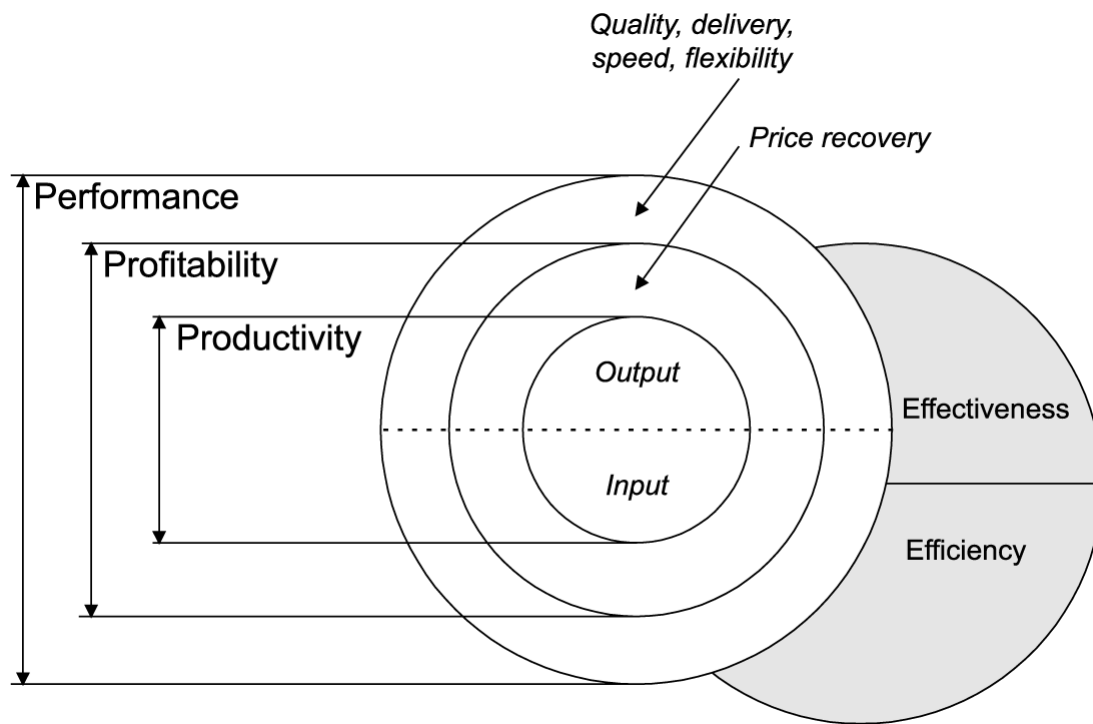 Quality, delivery,
speed, flexibility
Price recovery
Performance
Profitability
Productivity
Output
Effectiveness
Input
Efficiency